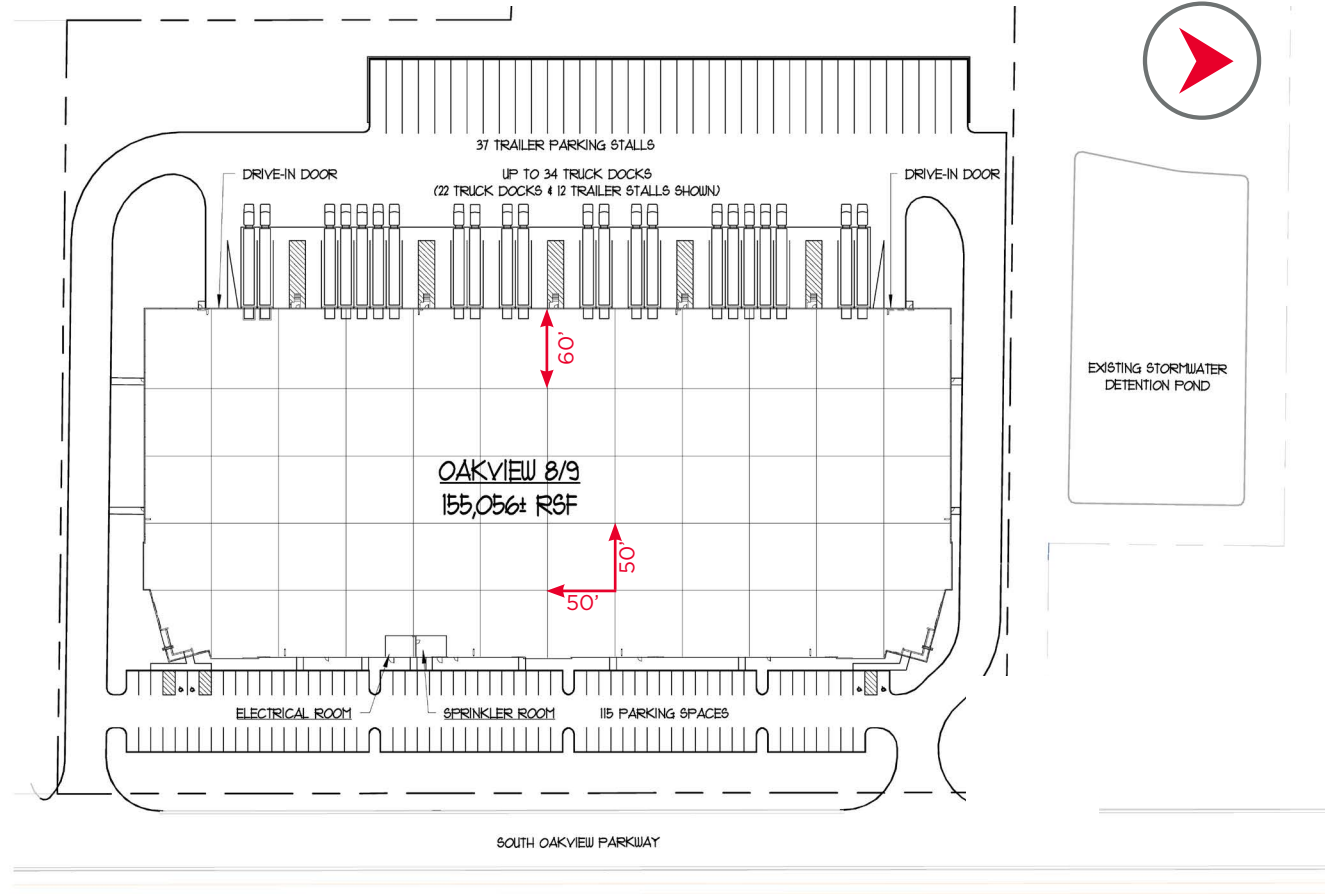 37 TRAILER PARKING STALLS
DRIVE-IN DOOR
UP TO 34 TRUCK DOCKS
(22 TRUCK DOCKS & 12 TRAILER STALLS SHOWN)
DRIVE-IN DOOR
60'
EXISTING STORMWATER
DETENTION POND
OAKVIEW 8/9
155,056± RSF
50'
50'
ELECTRICAL ROOM
SPRINKLER ROOM
115 PARKING SPACES
SOUTH OAKVIEW PARKWAY